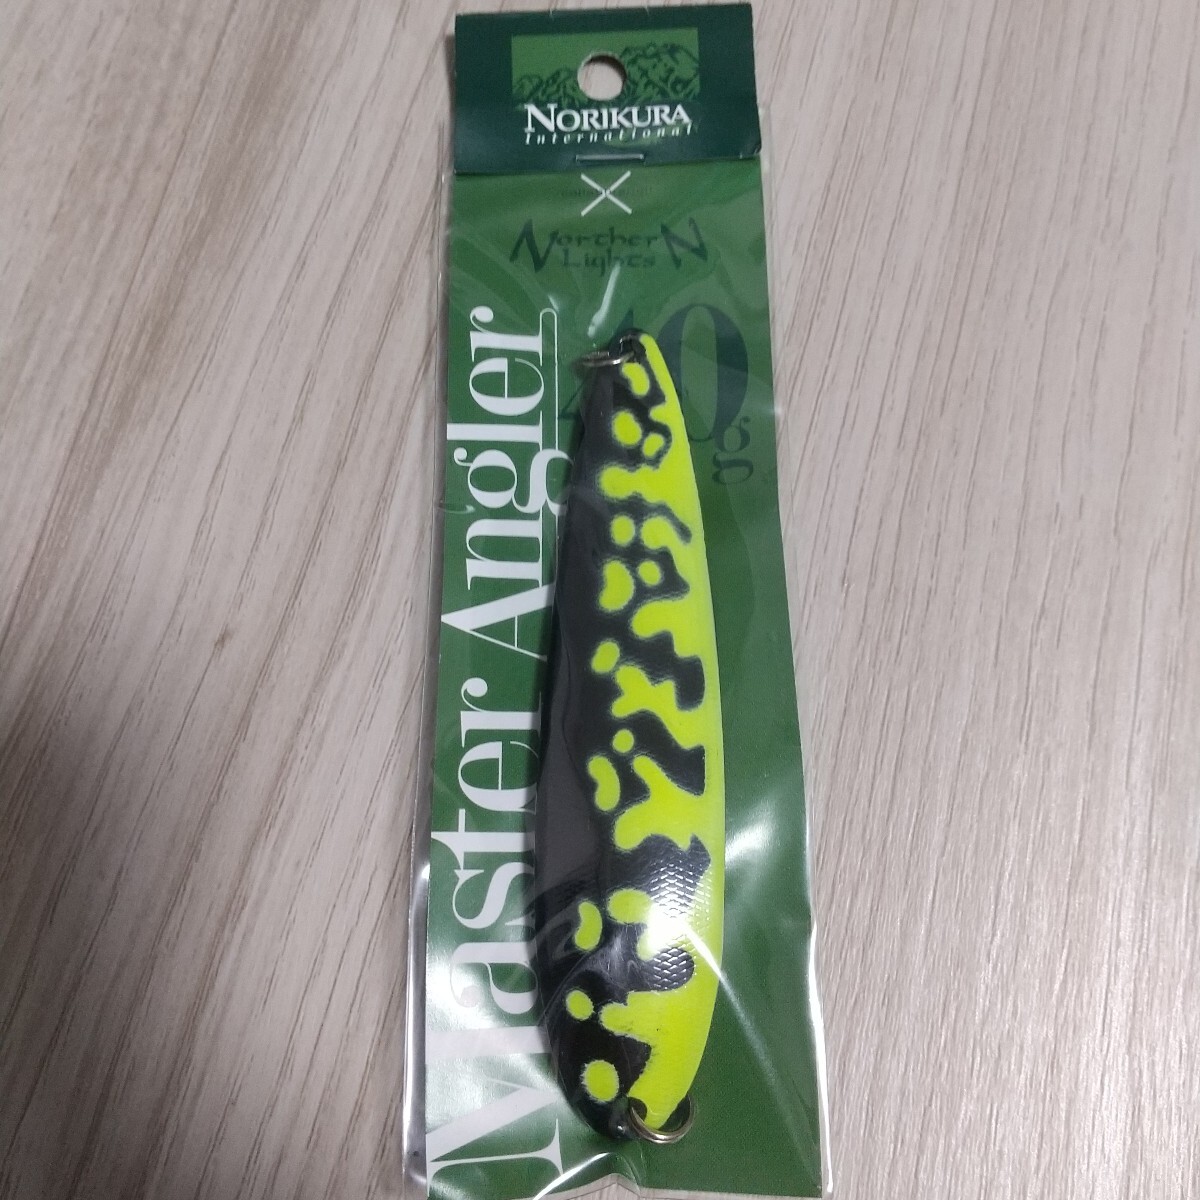 NORIKURA
International
×
NortherN
Lights
40g
Master Angler